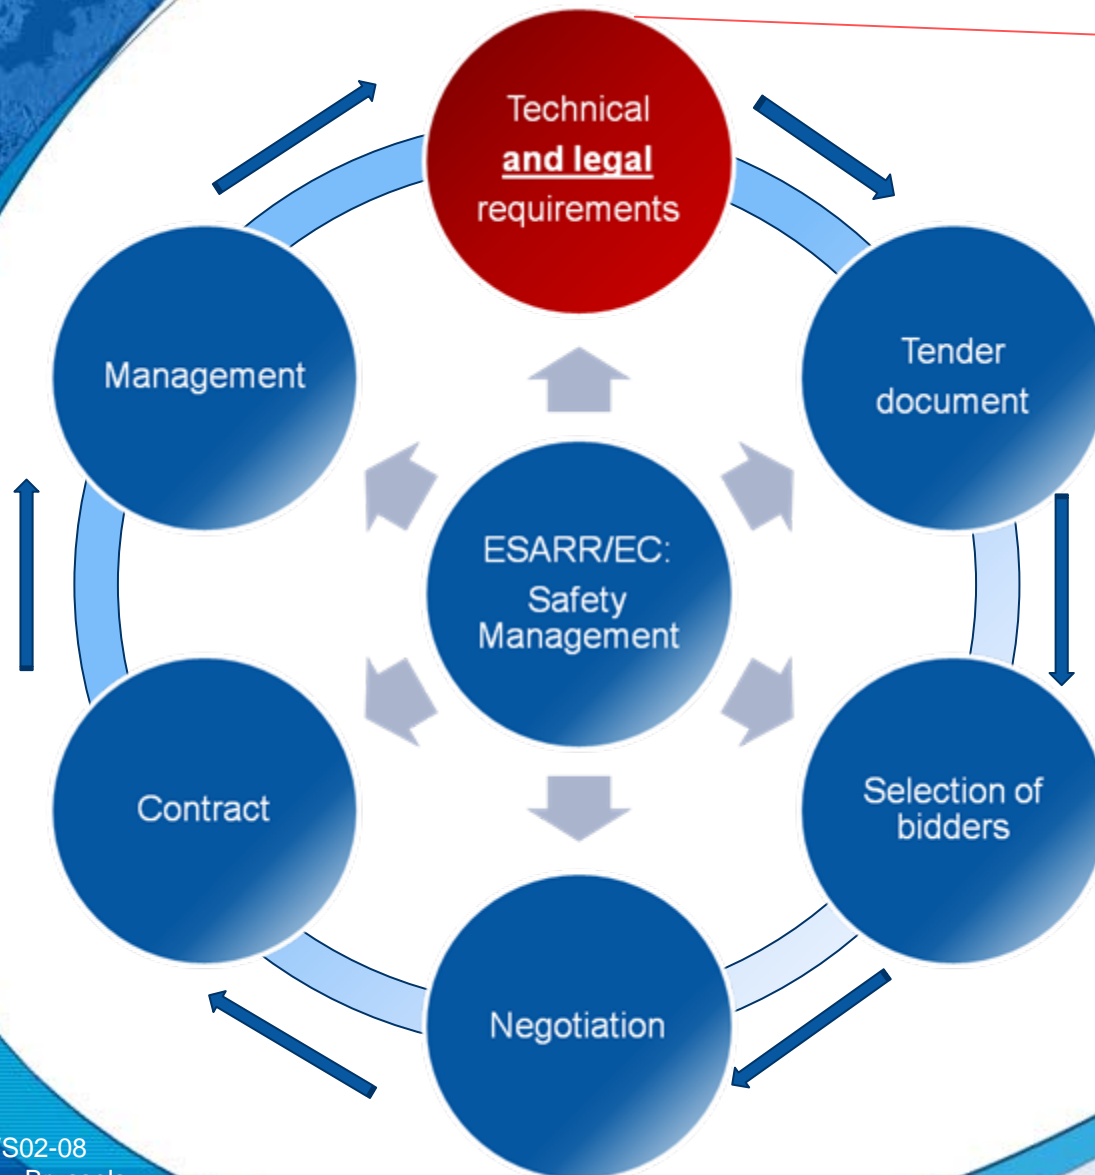 Technical
and legal
requirements
Tender
document
Management
ESARR/EC:
Safety
Management
Selection of
bidders
Contract
Negotiation
S02-08